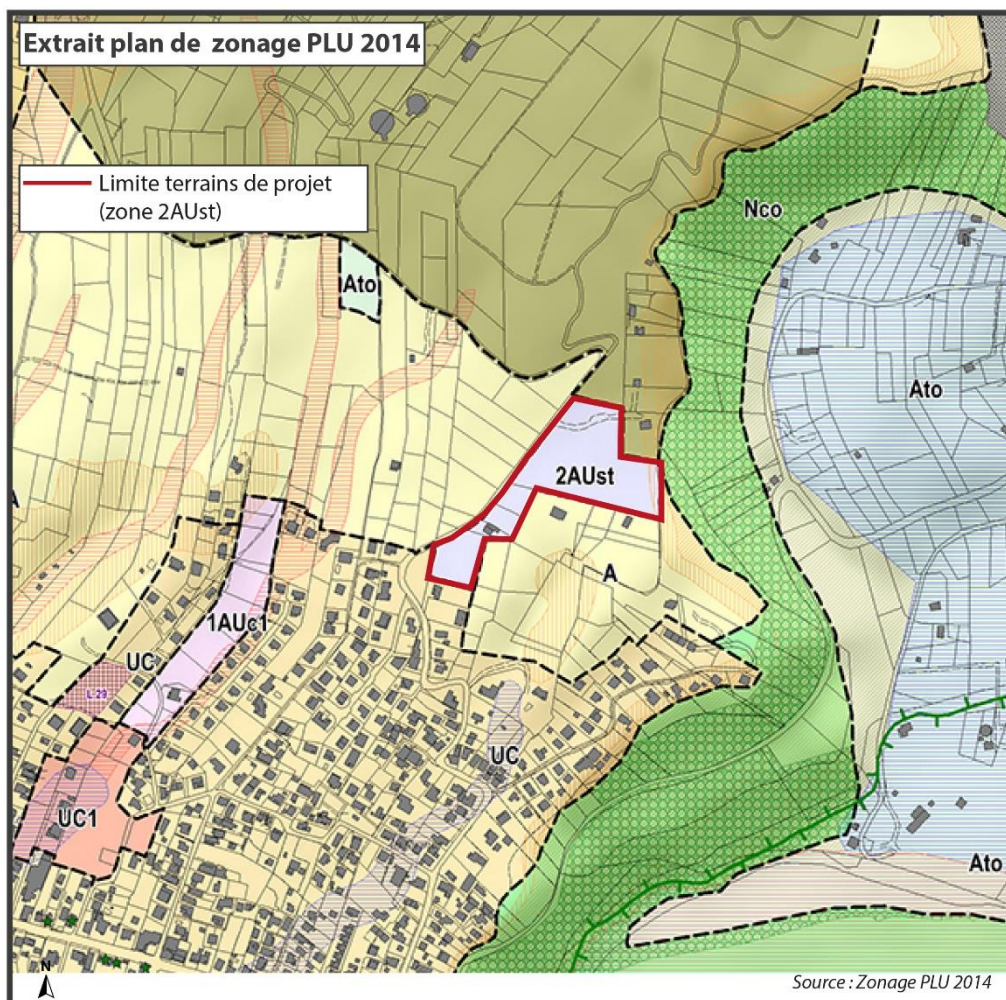 Extrait plan de zonage PLU 2014
Limite terrains de projet
(zone 2AUst)
Nco
Ato
Ato
2AUst
A
A
1AUc1
UC
L.29
UC
UC1
Ato
N
Source : Zonage PLU 2014